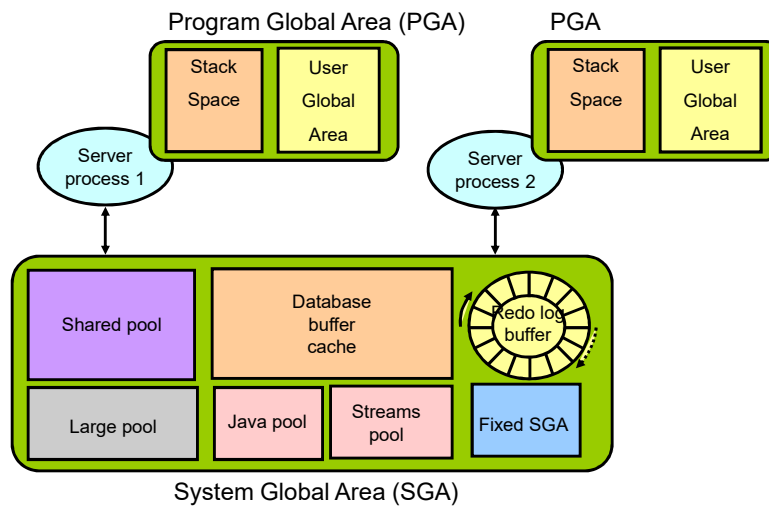 Program Global Area (PGA)
PGA
Stack
Space
User
Global
Area
Stack
Space
User
Global
Area
Server
process 1
Server
process 2
Shared pool
Database
buffer
cache
Redo log
buffer
Large pool
Java pool
Streams
pool
Fixed SGA
System Global Area (SGA)